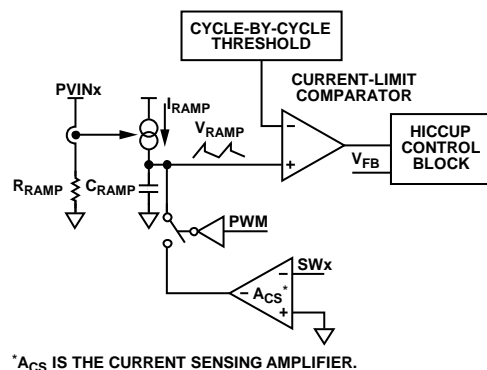 CYCLE-BY-CYCLE
THRESHOLD
PVINx
IRAMP
CURRENT-LIMIT
COMPARATOR
VRAMP
−
+
HICCUP
CONTROL
BLOCK
VFB
RRAMP
CRAMP
PWM
SWx
−
− ACS*
+
*ACS IS THE CURRENT SENSING AMPLIFIER.